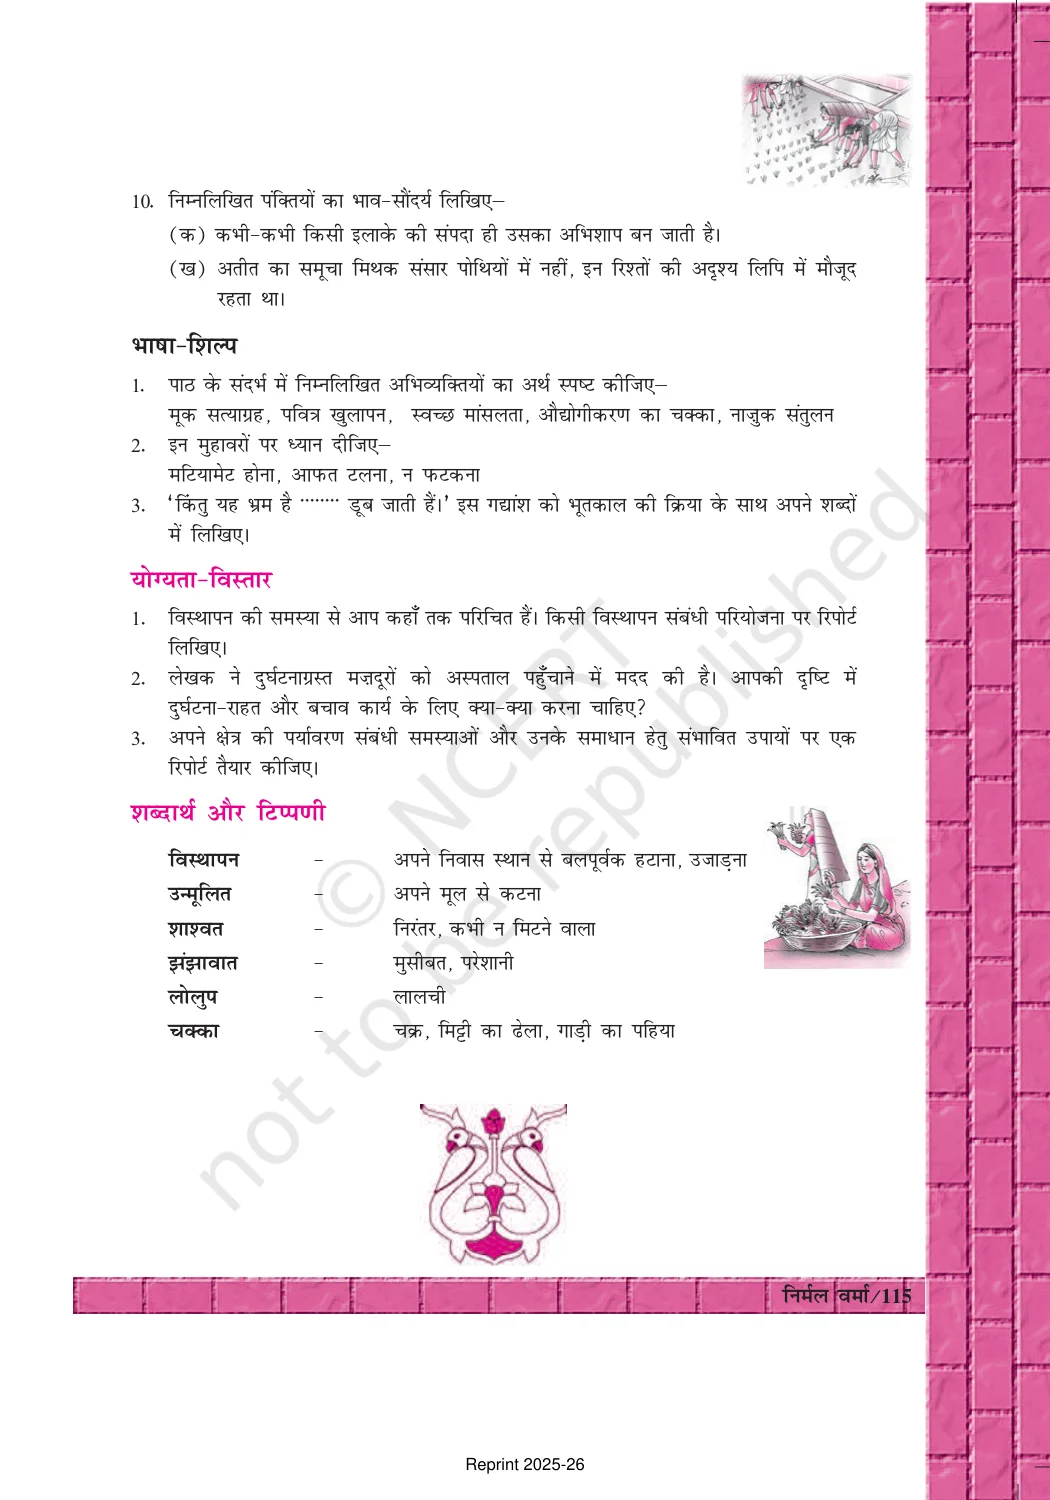 10. निम्नलिखित पंक्तियों का भाव-सौंदर्य लिखिए–
(क) कभी-कभी किसी इलाके की संपदा ही उसका अभिशाप बन जाती है।
(ख) अतीत का समूचा मिथक संसार पोथियों में नहीं, इन रिश्तों की अदृश्य लिपि में मौजूद
रहता था।
भाषा-शिल्प
1. पाठ के संदर्भ में निम्नलिखित अभिव्यक्तियों का अर्थ स्पष्ट कीजिए–
मूक सत्याग्रह, पवित्र खुलापन, स्वच्छ मांसलता, औद्योगीकरण का चक्का, नाज़ुक संतुलन
2. इन मुहावरों पर ध्यान दीजिए–
मटियामेट होना, आफत टलना, न फटकना
3. ‘किंतु यह भ्रम है ........ डूब जाती हैं।’ इस गद्यांश को भूतकाल की क्रिया के साथ अपने शब्दों
में लिखिए।
योग्यता-विस्तार
1. विस्थापन की समस्या से आप कहाँ तक परिचित हैं। किसी विस्थापन संबंधी परियोजना पर रिपोर्ट
लिखिए।
2. लेखक ने दुर्घटनाग्रस्त मज़दूरों को अस्पताल पहुँचाने में मदद की है। आपकी दृष्टि में
दुर्घटना-राहत और बचाव कार्य के लिए क्या-क्या करना चाहिए?
3. अपने क्षेत्र की पर्यावरण संबंधी समस्याओं और उनके समाधान हेतु संभावित उपायों पर एक
रिपोर्ट तैयार कीजिए।
शब्दार्थ और टिप्पणी
विस्थापन - अपने निवास स्थान से बलपूर्वक हटाना, उजाड़ना
उन्मूलित - अपने मूल से कटना
शाश्वत - निरंतर, कभी न मिटने वाला
झंझावात - मुसीबत, परेशानी
लोलुप - लालची
चक्का - चक्र, मिट्टी का ढेला, गाड़ी का पहिया
© NCERT
not to be republished
निर्मल वर्मा/115
Reprint 2025-26